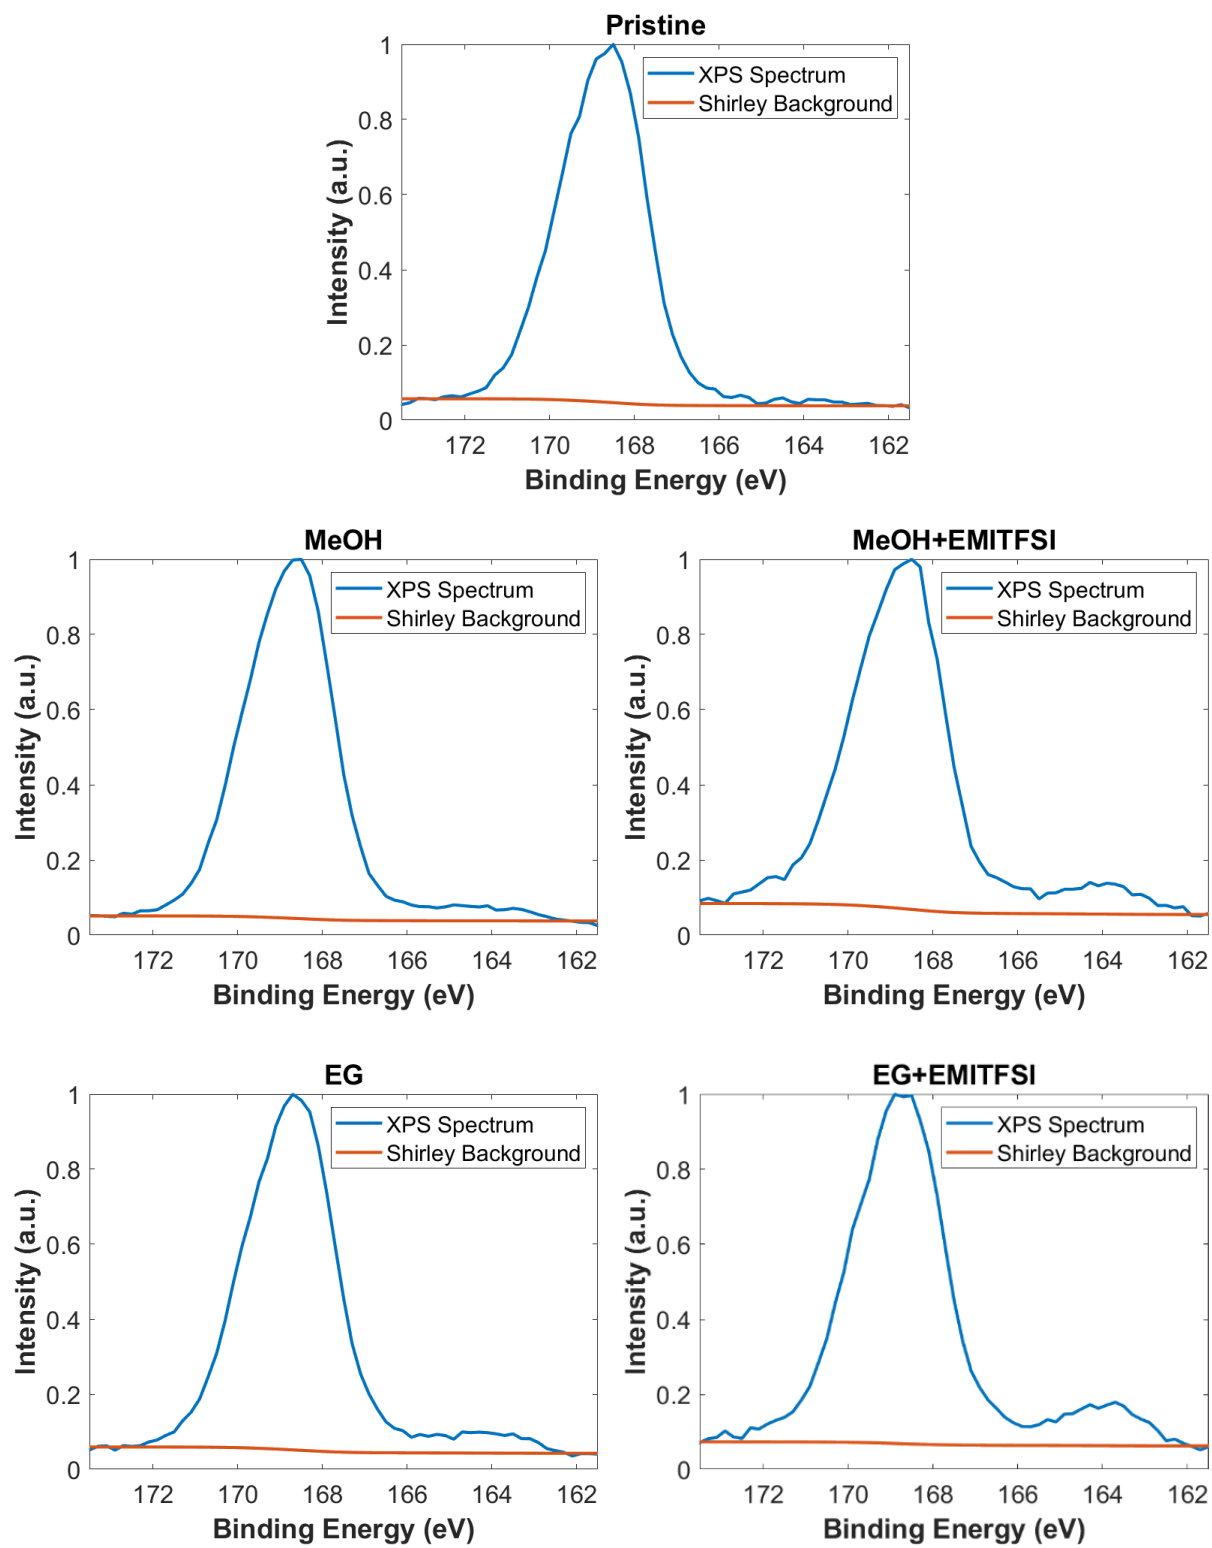 Pristine
XPS Spectrum
Shirley Background
Intensity (a.u.)
1
0.8
0.6
0.4
0.2
0
172 170 168 166 164 162
Binding Energy (eV)
MeOH
XPS Spectrum
Shirley Background
Intensity (a.u.)
1
0.8
0.6
0.4
0.2
0
172 170 168 166 164 162
Binding Energy (eV)
MeOH+EMITFSI
XPS Spectrum
Shirley Background
Intensity (a.u.)
1
0.8
0.6
0.4
0.2
0
172 170 168 166 164 162
Binding Energy (eV)
EG
XPS Spectrum
Shirley Background
Intensity (a.u.)
1
0.8
0.6
0.4
0.2
0
172 170 168 166 164 162
Binding Energy (eV)
EG+EMITFSI
XPS Spectrum
Shirley Background
Intensity (a.u.)
1
0.8
0.6
0.4
0.2
0
172 170 168 166 164 162
Binding Energy (eV)